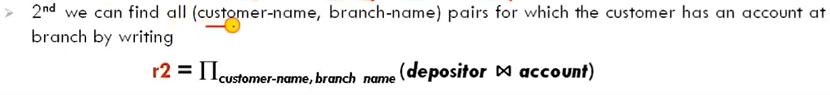 ➢ 2nd we can find all (customer-name, branch-name) pairs for which the customer has an account at
branch by writing
r2 = ∏customer-name, branch name (depositor ⋈ account)